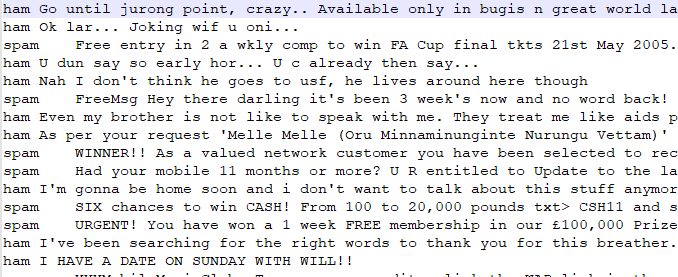 ham Go until jurong point, crazy.. Available only in bugis n great world la
ham Ok lar... Joking wif u oni...
spam Free entry in 2 a wkly comp to win FA Cup final tkts 21st May 2005.
ham U dun say so early hor... U c already then say...
ham Nah I don't think he goes to usf, he lives around here though
spam FreeMsg Hey there darling it's been 3 week's now and no word back!
ham Even my brother is not like to speak with me. They treat me like aids p
ham As per your request 'Melle Melle (Oru Minnaminunginte Nurungu Vettam)'
spam WINNER!! As a valued network customer you have been selected to rec
spam Had your mobile 11 months or more? U R entitled to Update to the la
ham I'm gonna be home soon and i don't want to talk about this stuff anymor
spam SIX chances to win CASH! From 100 to 20,000 pounds txt> CSH11 and s
spam URGENT! You have won a 1 week FREE membership in our £100,000 Prize
ham I've been searching for the right words to thank you for this breather.
ham I HAVE A DATE ON SUNDAY WITH WILL!!